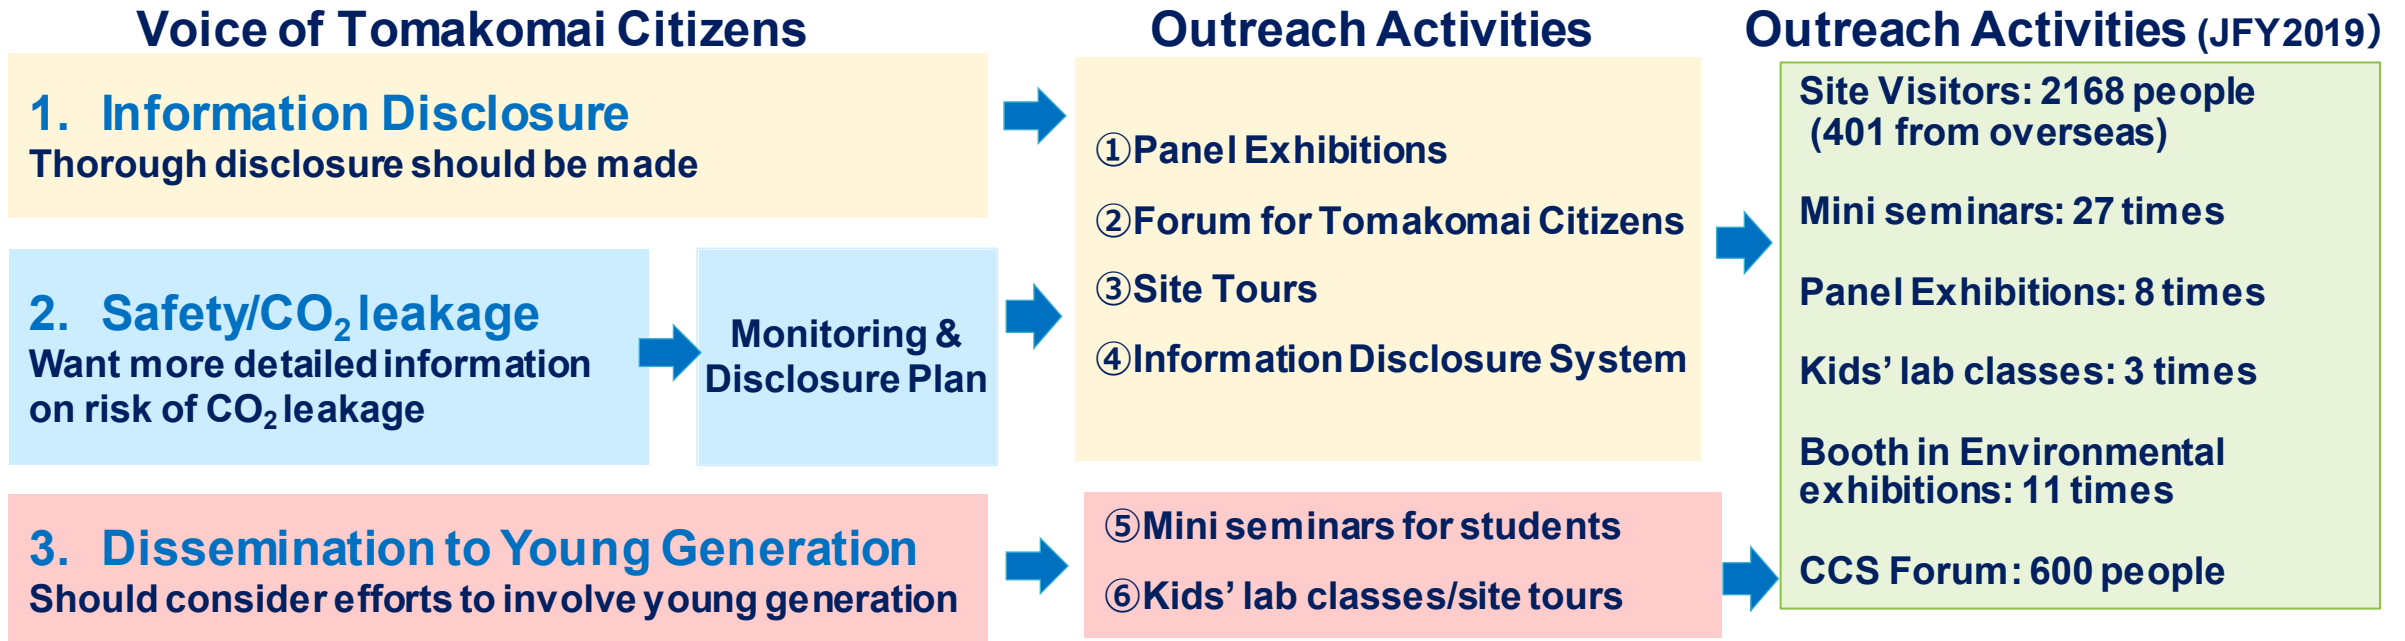 Voice of Tomakomai Citizens
1. Information Disclosure
Thorough disclosure should be made
2. Safety/CO₂ leakage
Want more detailed information
on risk of CO₂ leakage
Monitoring &
Disclosure Plan
3. Dissemination to Young Generation
Should consider efforts to involve young generation
Outreach Activities
①Panel Exhibitions
②Forum for Tomakomai Citizens
③Site Tours
④Information Disclosure System
⑤Mini seminars for students
⑥Kids’ lab classes/site tours
Outreach Activities (JFY2019)
Site Visitors: 2168 people
(401 from overseas)
Mini seminars: 27 times
Panel Exhibitions: 8 times
Kids’ lab classes: 3 times
Booth in Environmental
exhibitions: 11 times
CCS Forum: 600 people